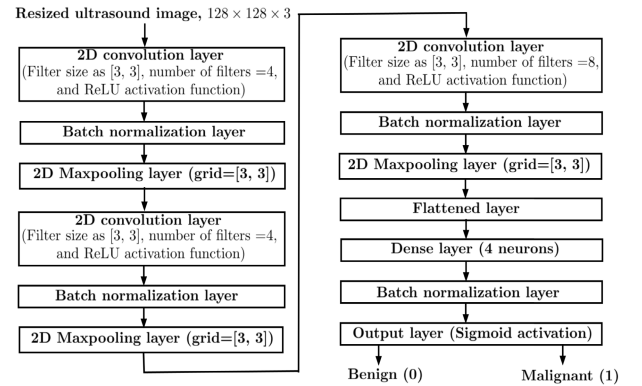 Resized ultrasound image, 128 × 128 × 3
2D convolution layer
(Filter size as [3, 3], number of filters =4,
and ReLU activation function)
Batch normalization layer
2D Maxpooling layer (grid=[3, 3])
2D convolution layer
(Filter size as [3, 3], number of filters =4,
and ReLU activation function)
Batch normalization layer
2D Maxpooling layer (grid=[3, 3])
2D convolution layer
(Filter size as [3, 3], number of filters =8,
and ReLU activation function)
Batch normalization layer
2D Maxpooling layer (grid=[3, 3])
Flattened layer
Dense layer (4 neurons)
Batch normalization layer
Output layer (Sigmoid activation)
Benign (0)
Malignant (1)